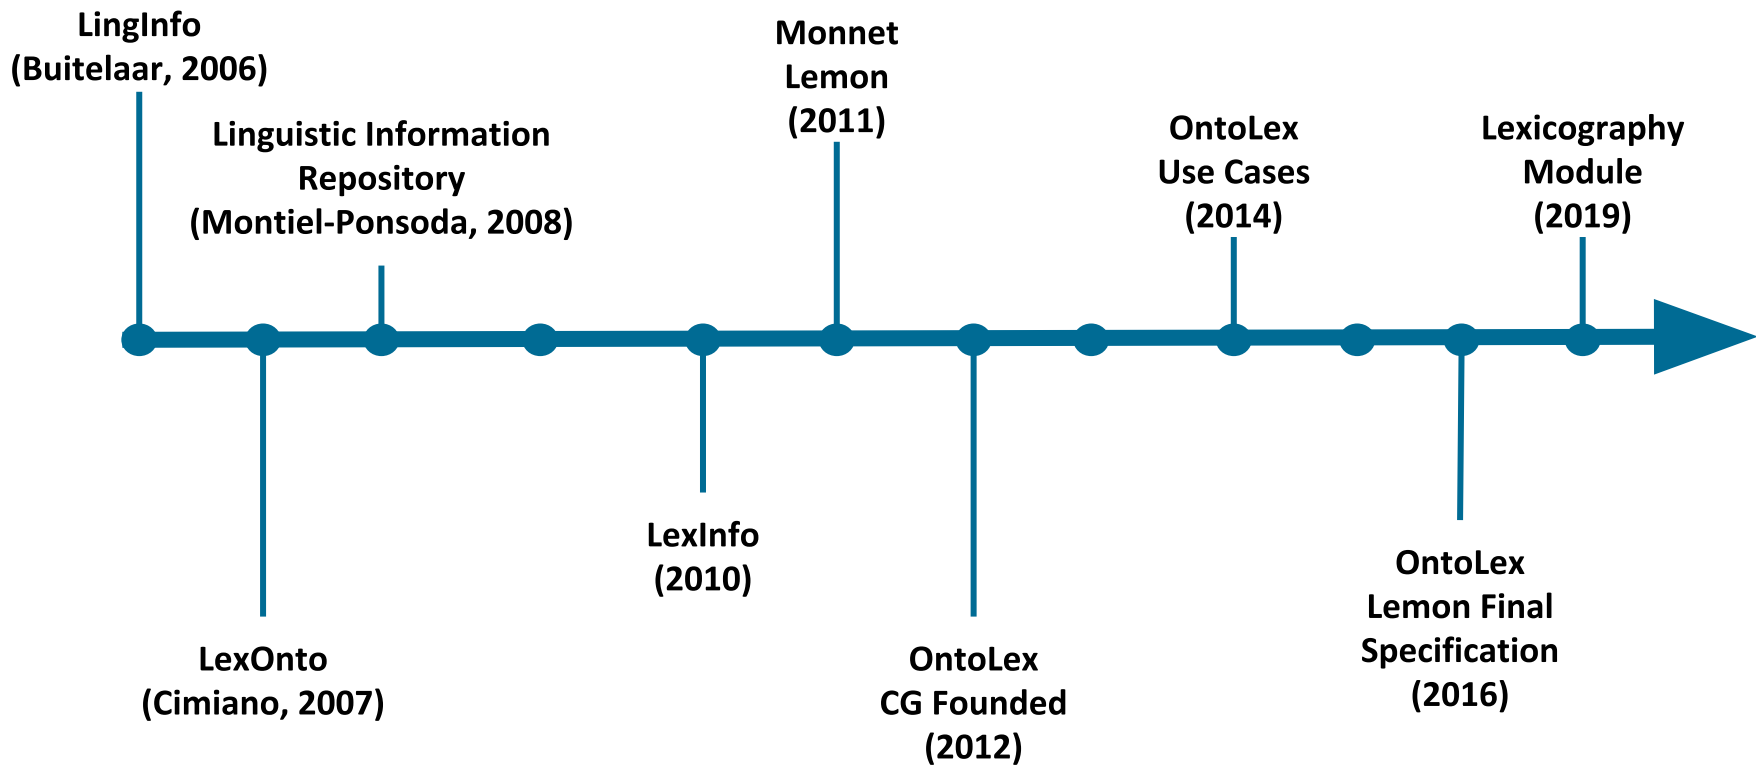 LingInfo
(Buitelaar, 2006)
LexOnto
(Cimiano, 2007)
Linguistic Information
Repository
(Montiel-Ponsoda, 2008)
LexInfo
(2010)
Monnet
Lemon
(2011)
OntoLex
CG Founded
(2012)
OntoLex
Use Cases
(2014)
OntoLex
Lemon Final
Specification
(2016)
Lexicography
Module
(2019)